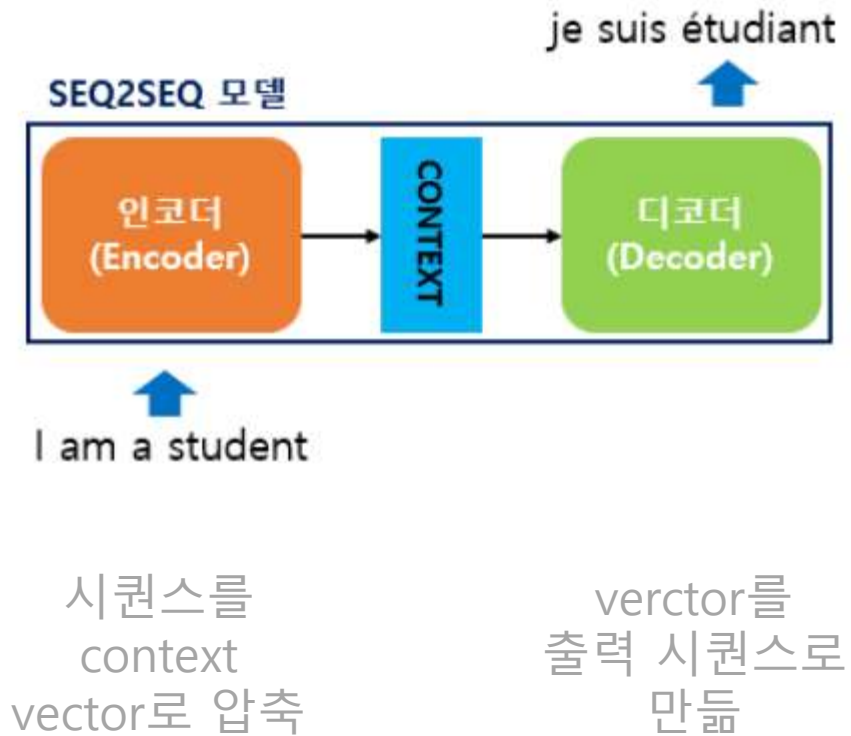 je suis étudiant
SEQ2SEQ 모델
인코더
(Encoder)
CONTEXT
디코더
(Decoder)
I am a student
시퀀스를
context
vector로 압축
verctor를
출력 시퀀스로
만듦